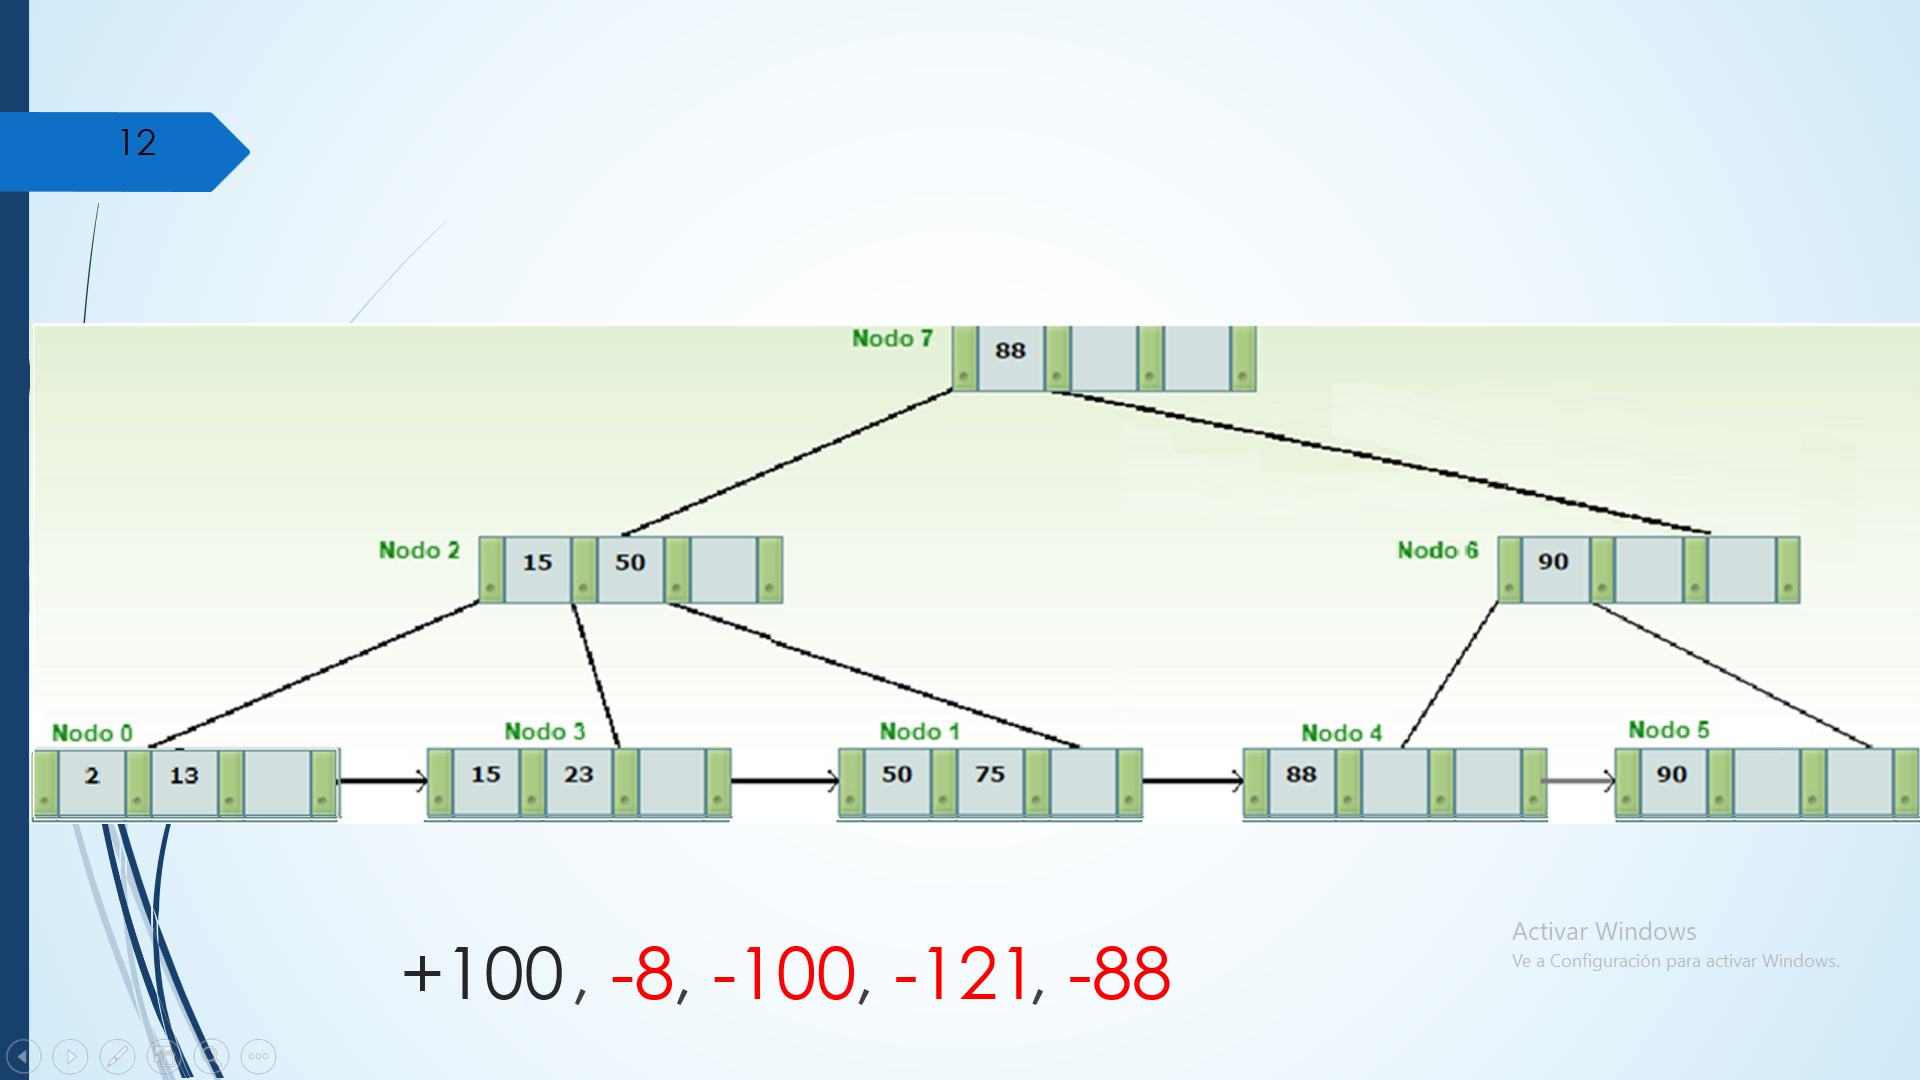 12
Nodo 7
88
Nodo 2
15 50
Nodo 6
90
Nodo 0
2 13
Nodo 3
15 23
Nodo 1
50 75
Nodo 4
88
Nodo 5
90
+100, -8, -100, -121, -88
Activar Windows
Ve a Configuración para activar Windows.